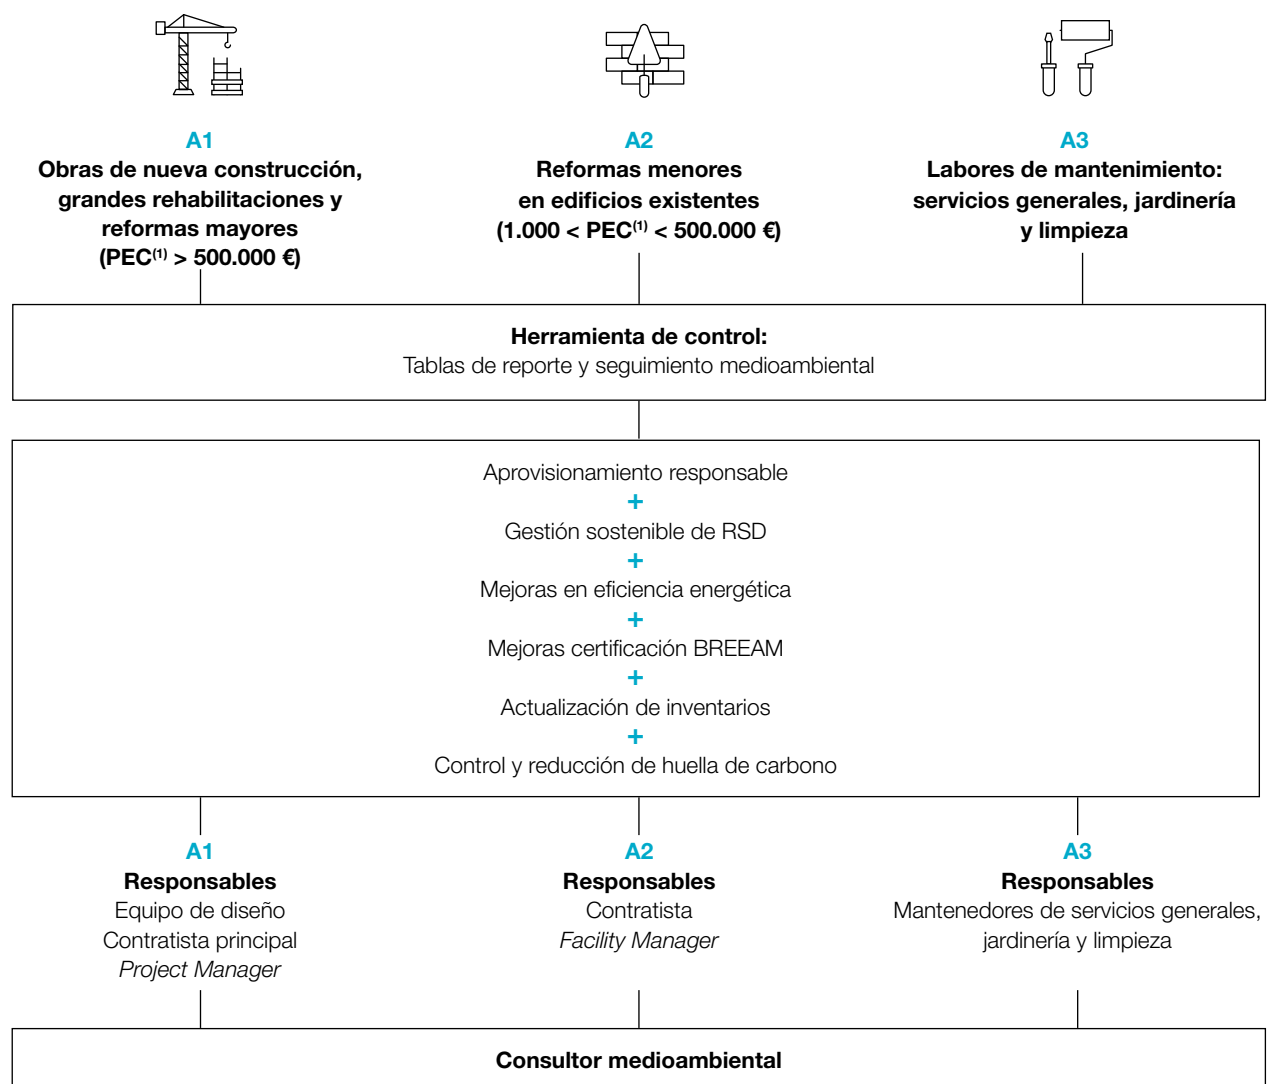 A1
Obras de nueva construcción,
grandes rehabilitaciones y
reformas mayores
(PEC(1) > 500.000 €)
A2
Reformas menores
en edificios existentes
(1.000 < PEC(1) < 500.000 €)
A3
Labores de mantenimiento:
servicios generales, jardinería
y limpieza
Herramienta de control:
Tablas de reporte y seguimiento medioambiental
Aprovisionamiento responsable
+
Gestión sostenible de RSD
+
Mejoras en eficiencia energética
+
Mejoras certificación BREEAM
+
Actualización de inventarios
+
Control y reducción de huella de carbono
A1
Responsables
Equipo de diseño
Contratista principal
Project Manager
A2
Responsables
Contratista
Facility Manager
A3
Responsables
Mantenedores de servicios generales,
jardinería y limpieza
Consultor medioambiental